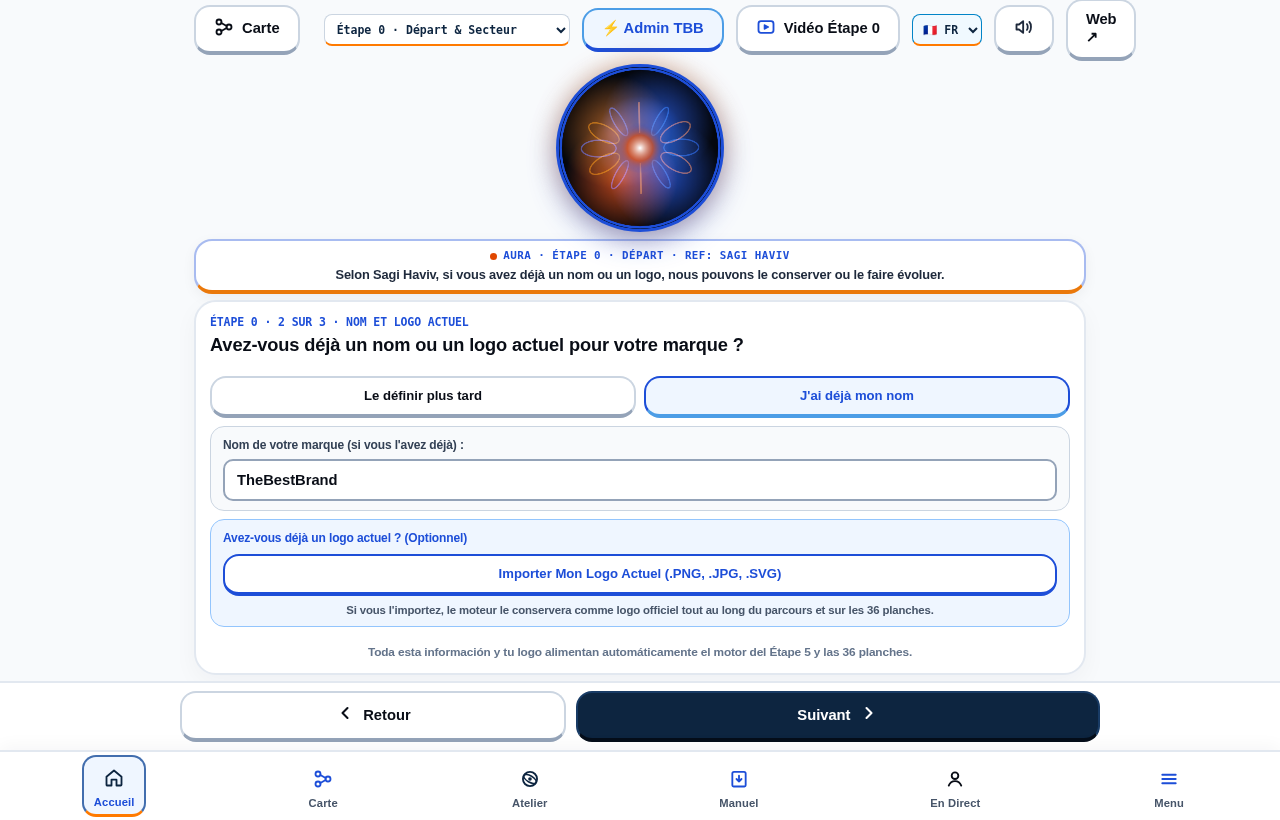 Carte
Étape 0 · Départ & Secteur
⚡ Admin TBB
Vidéo Étape 0
🇫🇷 FR
Web ↗
AURA · ÉTAPE 0 · DÉPART · REF: SAGI HAVIV
Selon Sagi Haviv, si vous avez déjà un nom ou un logo, nous pouvons le conserver ou le faire évoluer.
ÉTAPE 0 · 2 SUR 3 · NOM ET LOGO ACTUEL
Avez-vous déjà un nom ou un logo actuel pour votre marque ?
Le définir plus tard
J'ai déjà mon nom
Nom de votre marque (si vous l'avez déjà) :
TheBestBrand
Avez-vous déjà un logo actuel ? (Optionnel)
Importer Mon Logo Actuel (.PNG, .JPG, .SVG)
Si vous l'importez, le moteur le conservera comme logo officiel tout au long du parcours et sur les 36 planches.
Toda esta información y tu logo alimentan automáticamente el motor del Étape 5 y las 36 planches.
Retour
Suivant
Accueil
Carte
Atelier
Manuel
En Direct
Menu